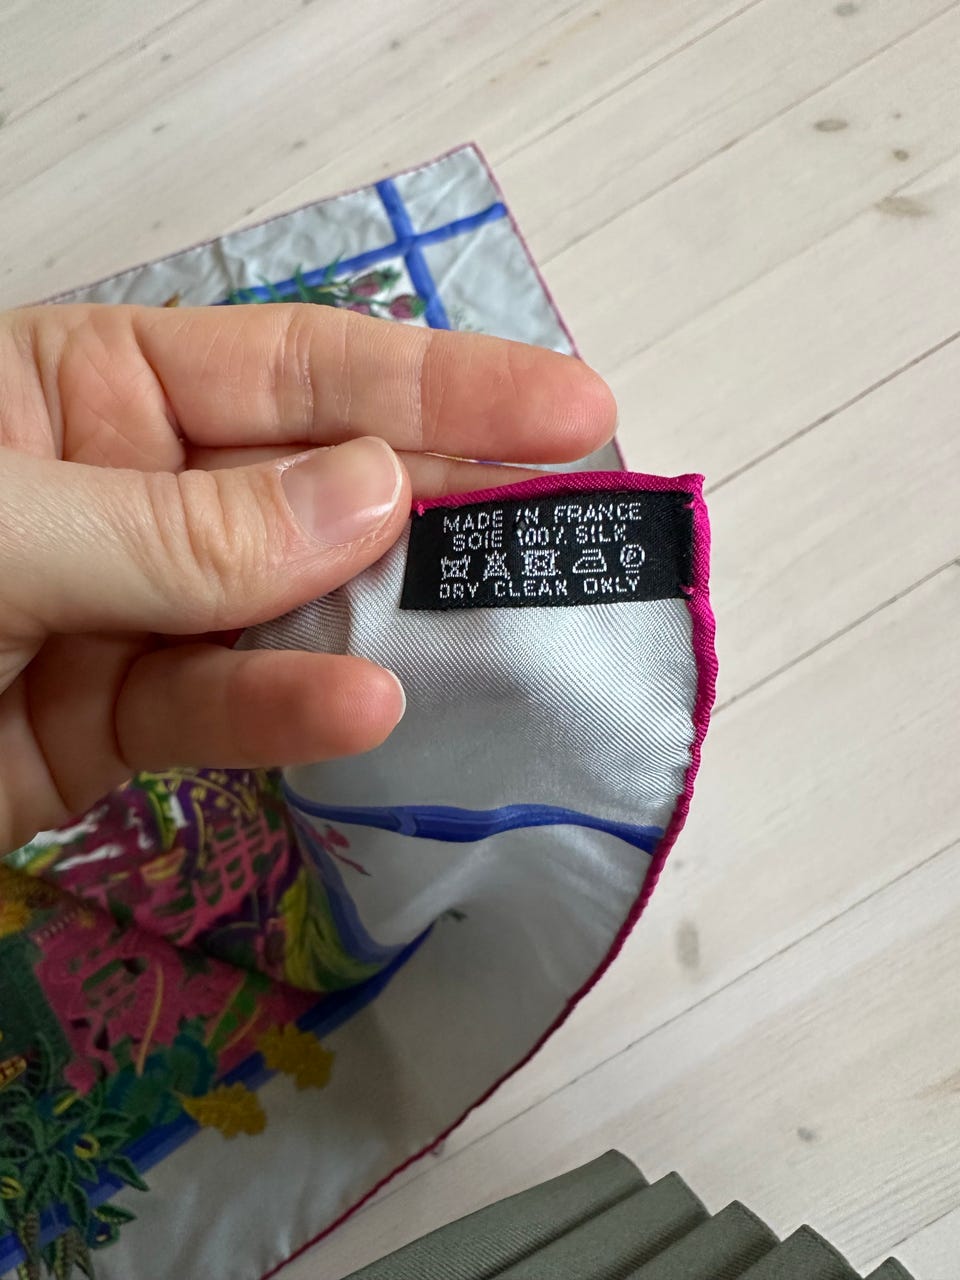 MADE IN FRANCE
SOIE 100% SILK
P
DRY CLEAN ONLY